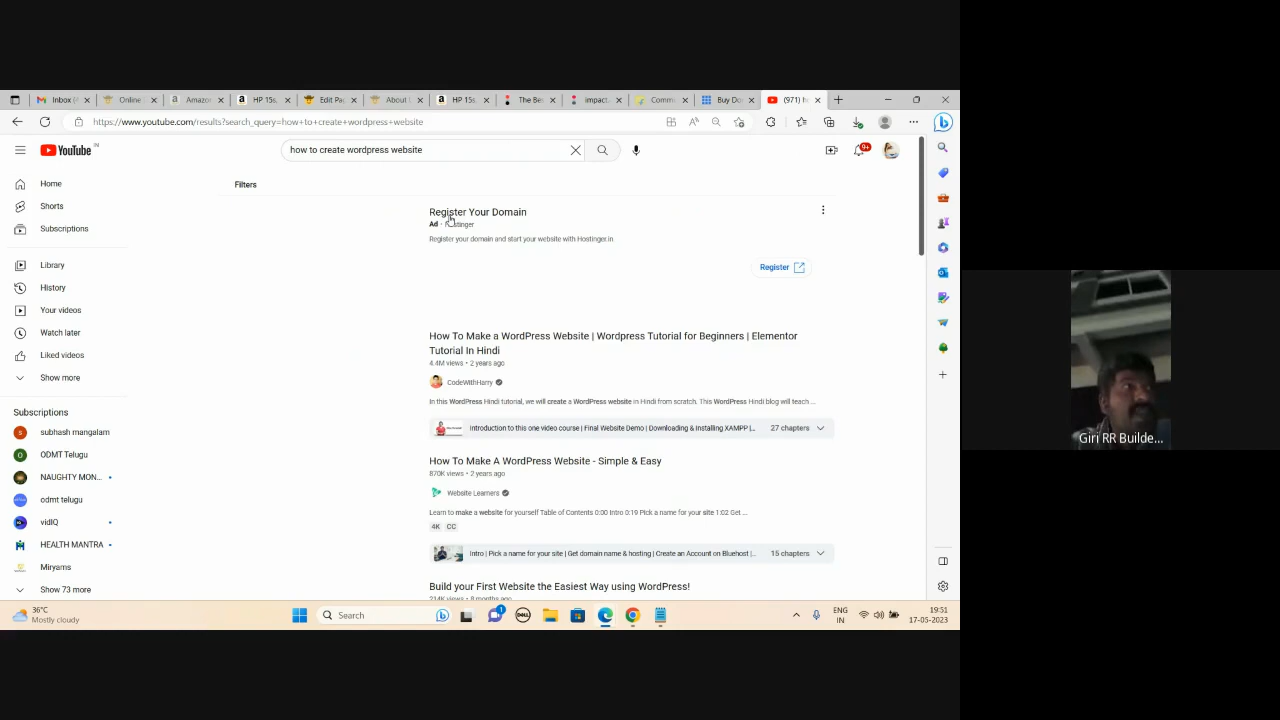 Inbox (
Online
Amazon
HP 15s
Edit Pa
About
HP 15s
The Be
impact.
Comm
Buy Do
(971) h
https://www.youtube.com/results?search_query=how+to+create+wordpress+website
YouTube IN
how to create wordpress website
9+
Home
Shorts
Subscriptions
Library
History
Your videos
Watch later
Liked videos
Show more
Subscriptions
subhash mangalam
ODMT Telugu
NAUGHTY MON...
odmt telugu
vidIQ
HEALTH MANTRA
Miryams
Show 73 more
Filters
Register Your Domain
Ad ·
Register your domain and start your website with Hostinger.in
Register
How To Make a WordPress Website | Wordpress Tutorial for Beginners | Elementor
Tutorial In Hindi
4.4M views • 2 years ago
CodeWithHarry
In this WordPress Hindi tutorial, we will create a WordPress website in Hindi from scratch. This WordPress Hindi blog will teach ...
Introduction to this one video course | Final Website Demo | Downloading & Installing XAMPP |...
27 chapters
How To Make A WordPress Website - Simple & Easy
870K views • 2 years ago
Website Learners
Learn to make a website for yourself Table of Contents 0:00 Intro 0:19 Pick a name for your site 1:02 Get ...
4K CC
Intro | Pick a name for your site | Get domain name & hosting | Create an Account on Bluehost |...
15 chapters
Build your First Website the Easiest Way using WordPress!
Giri RR Builde...
36°C
Mostly cloudy
Search
1
DELL
ENG
IN
19:51
17-05-2023